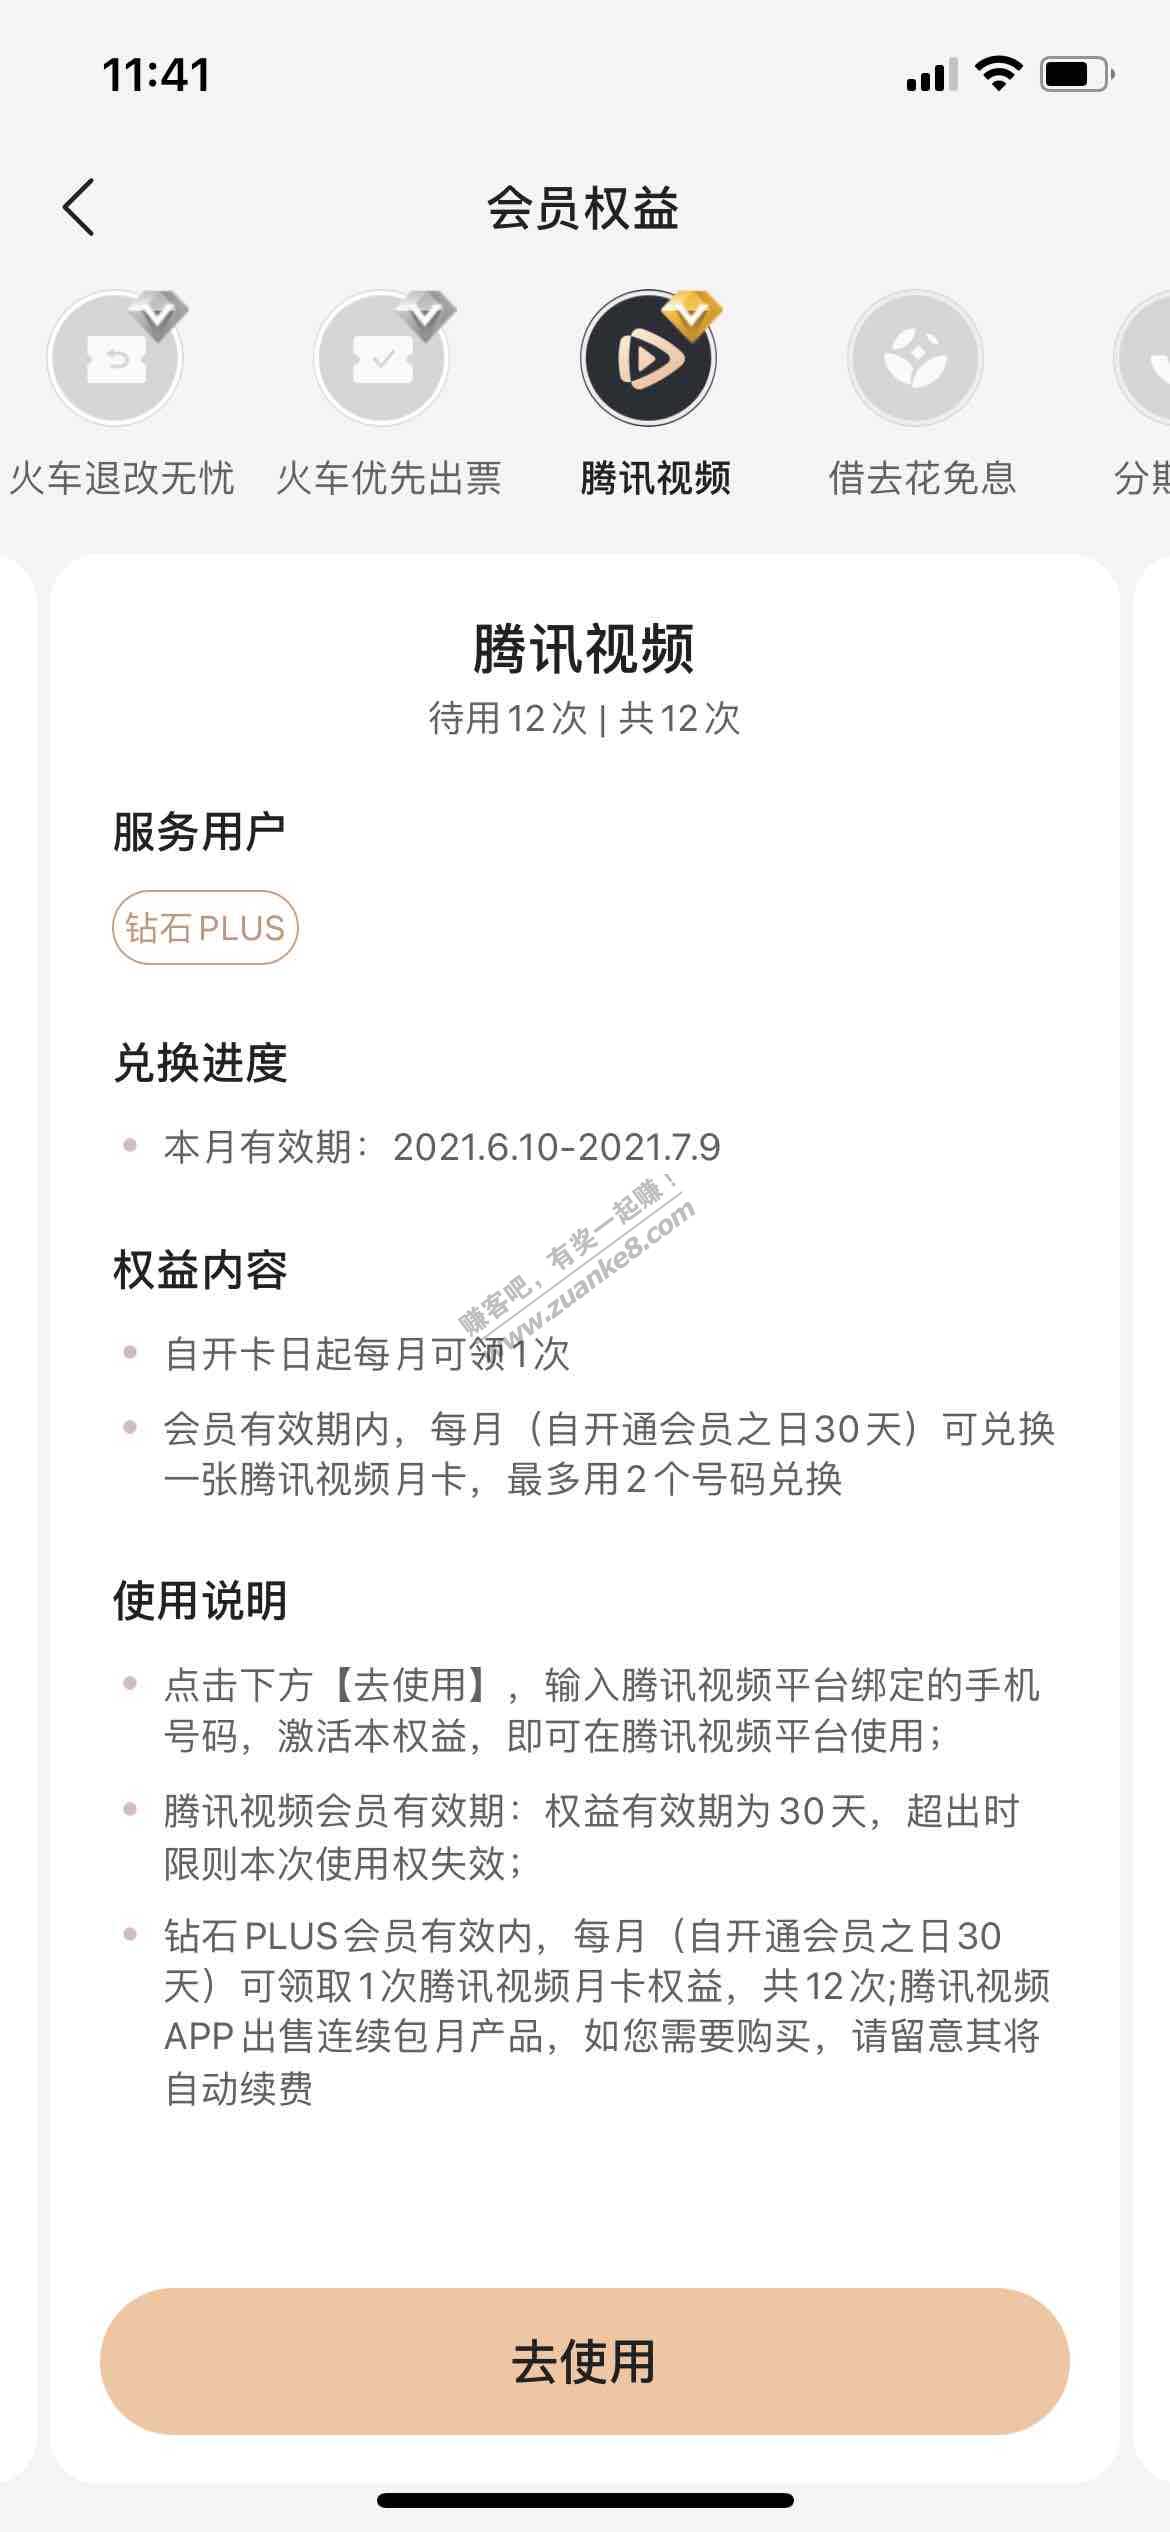 11:41
会员权益
火车退改无忧
火车优先出票
腾讯视频
借去花免息
分期
腾讯视频
待用12次 | 共12次
服务用户
钻石PLUS
兑换进度
本月有效期：2021.6.10-2021.7.9
赚客吧，有奖一起赚！
www.zuanke8.com
权益内容
自开卡日起每月可领1次
会员有效期内，每月（自开通会员之日30天）可兑换
一张腾讯视频月卡，最多用2个号码兑换
使用说明
点击下方【去使用】，输入腾讯视频平台绑定的手机
号码，激活本权益，即可在腾讯视频平台使用；
腾讯视频会员有效期：权益有效期为30天，超出时
限则本次使用权失效；
钻石PLUS会员有效内，每月（自开通会员之日30
天）可领取1次腾讯视频月卡权益，共12次;腾讯视频
APP出售连续包月产品，如您需要购买，请留意其将
自动续费
去使用